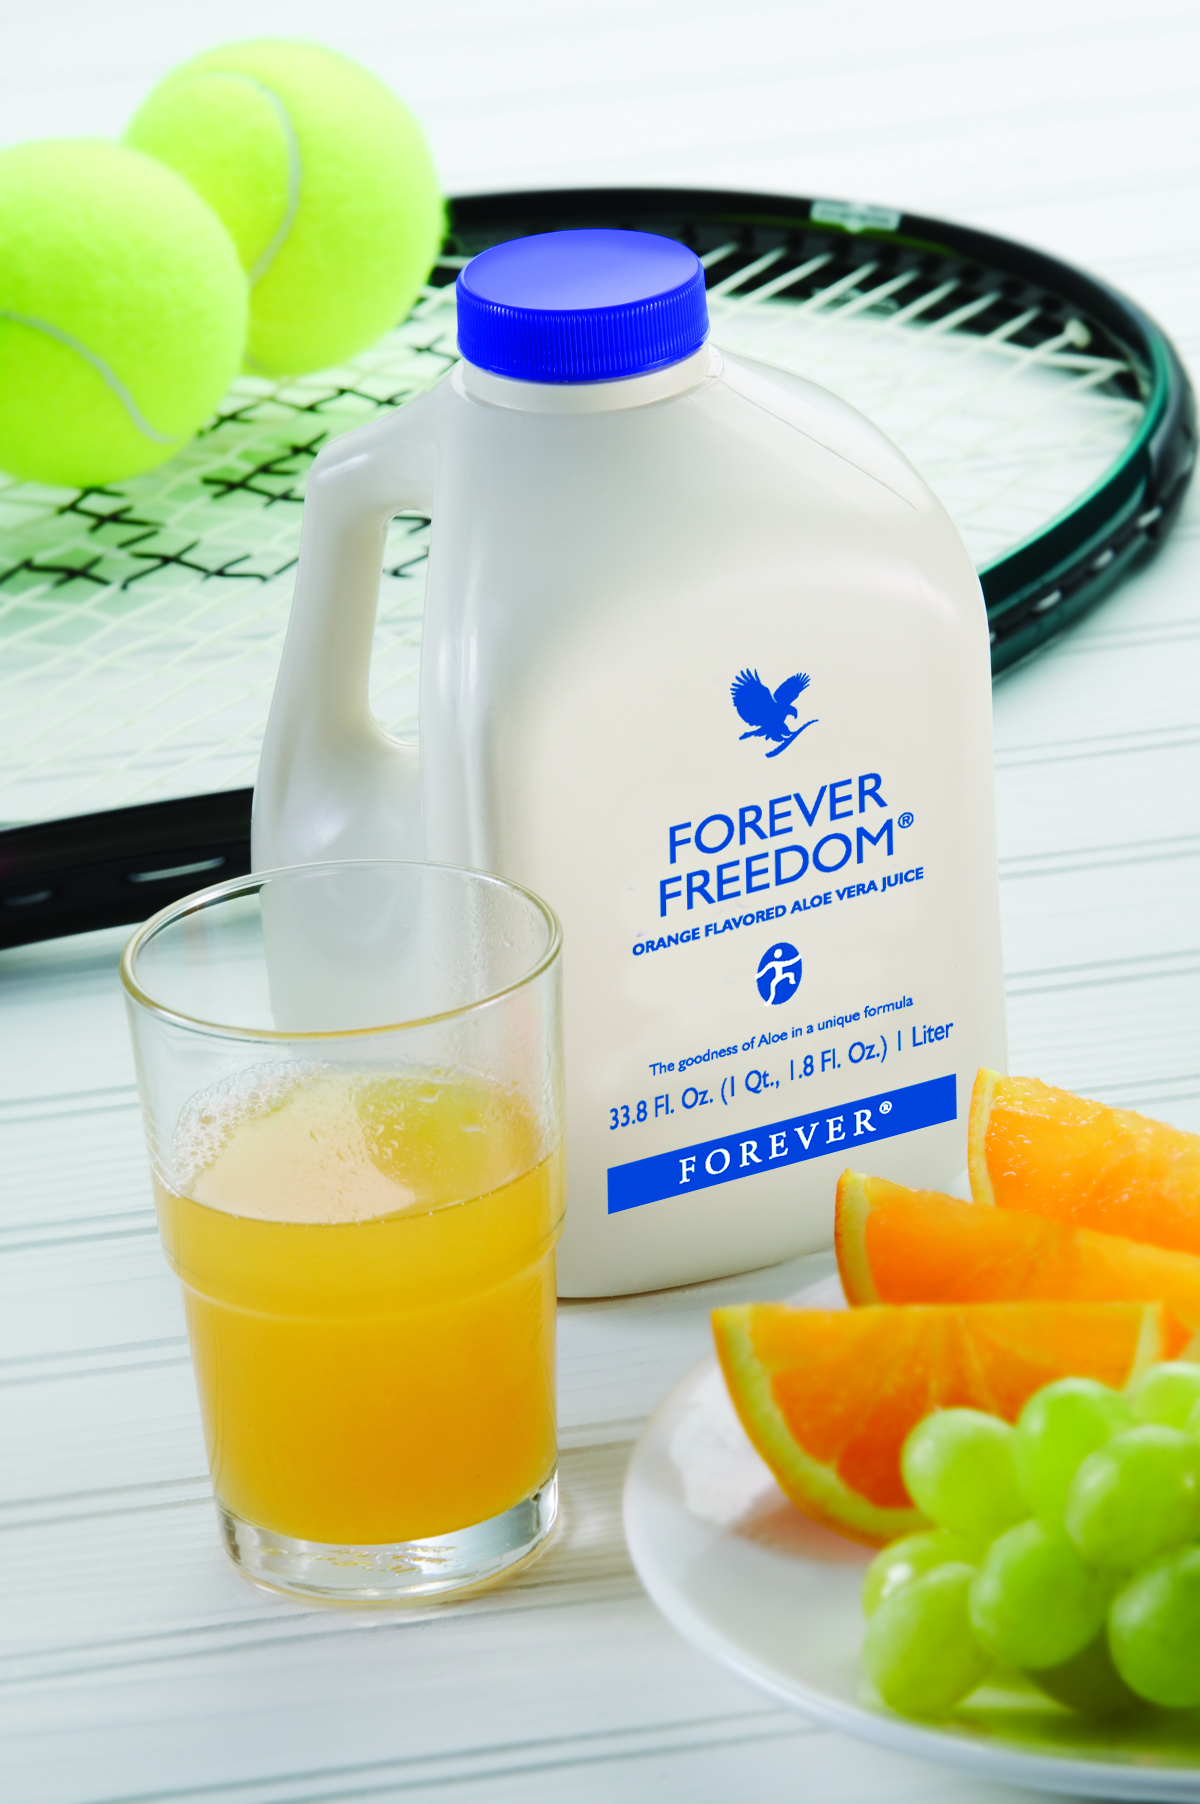 FOREVER
FREEDOM®
ORANGE FLAVORED ALOE VERA JUICE
The goodness of Aloe in a unique formula
33.8 Fl. Oz. (1 Qt., 1.8 Fl. Oz.) 1 Liter
FOREVER®